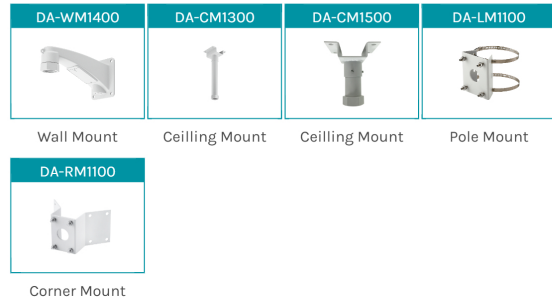 DA-WM1400 DA-CM1300 DA-CM1500 DA-LM1100
Wall Mount Ceilling Mount Ceilling Mount Pole Mount
DA-RM1100
Corner Mount